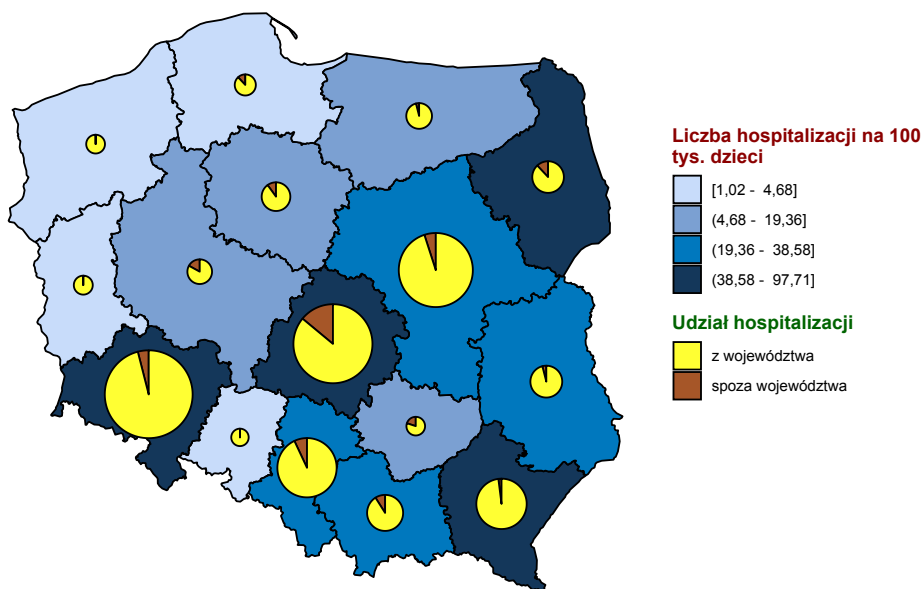 Liczba hospitalizacji na 100
tys. dzieci
[1,02 - 4,68]
(4,68 - 19,36]
(19,36 - 38,58]
(38,58 - 97,71]
Udział hospitalizacji
z województwa
spoza województwa